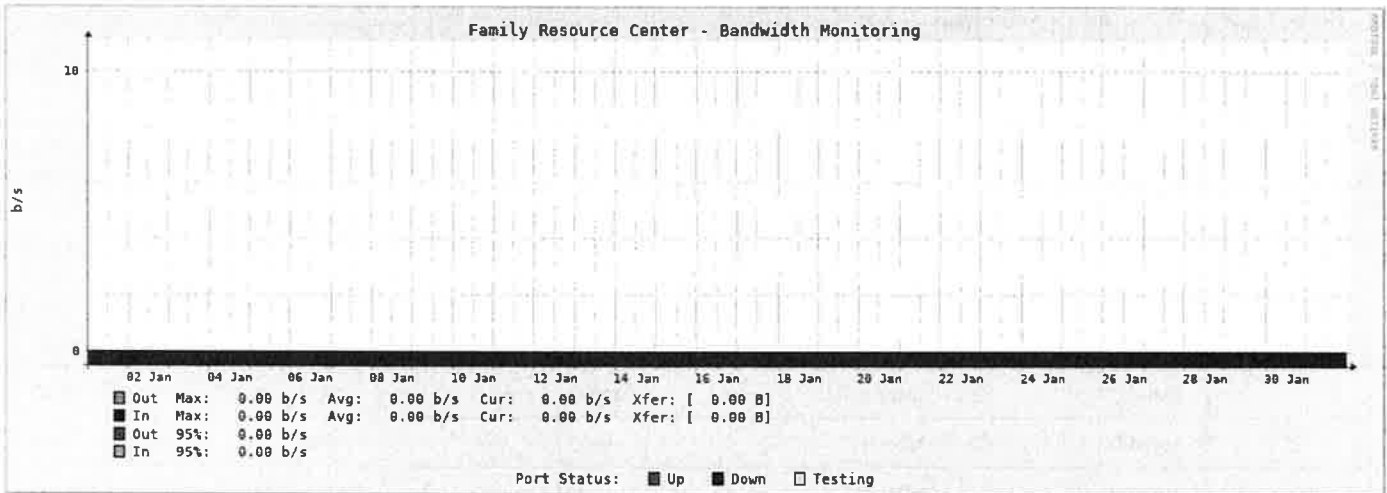 Family Resource Center - Bandwidth Monitoring
10
b/s
0
02 Jan 04 Jan 06 Jan 08 Jan 10 Jan 12 Jan 14 Jan 16 Jan 18 Jan 20 Jan 22 Jan 24 Jan 26 Jan 28 Jan 30 Jan
Out Max: 0.00 b/s Avg: 0.00 b/s Cur: 0.00 b/s Xfer: [ 0.00 B]
In Max: 0.00 b/s Avg: 0.00 b/s Cur: 0.00 b/s Xfer: [ 0.00 B]
Out 95%: 0.00 b/s
In 95%: 0.00 b/s
Port Status: Up Down Testing